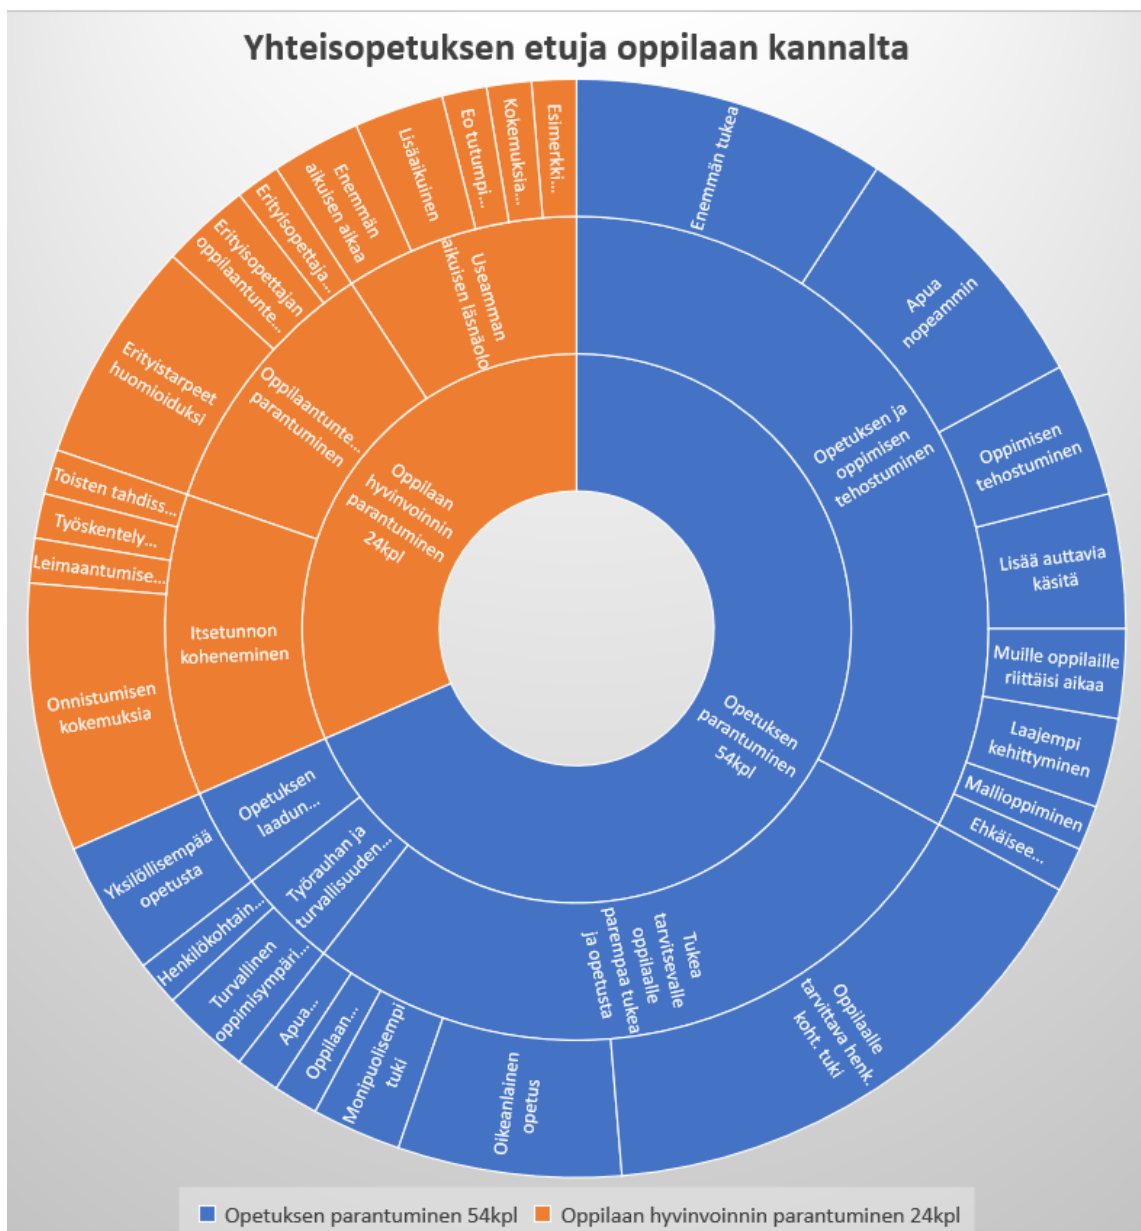 Yhteisopetuksen etuja oppilaan kannalta
Enemmän tukea
Apua
nopeammin
Oppimisen
tehostuminen
Lisää auttavia
käsitä
Muille oppilaille
riittäisi aikaa
Laajempi
kehittyminen
Mallioppiminen
Ehkäisee...
Oppilaalle
tarvittava henk.
koht. tuki
Oikeanlainen
opetus
Monipuolisempi
tuki
Oppilaan...
Apua...
Turvallinen
oppimisympäri...
Henkilökohtain...
Yksilöllisempää
opetusta
Onnistumisen
kokemuksia
Leimaantumise...
Työskentely...
Toisten tahdiss...
Erityistarpeet
huomioiduksi
Erityisopettajan
oppilaantunte...
Erityisopettaja...
Enemmän
aikuisen aikaa
Lisäaikuinen
Eo tutumpi...
Kokemuksia...
Esimerkki...
Opetuksen ja
oppimisen
tehostuminen
Tukea
tarvitsevalle
oppilaalle
parempaa tukea
ja opetusta
Työrauhan ja
turvallisuuden...
Opetuksen
laadun...
Itsetunnon
koheneminen
Oppilaantunte...
parantuminen
Useamman
aikuisen läsnäolo
Opetuksen
parantuminen
54kpl
Oppilaan
hyvinvoinnin
parantuminen
24kpl
Opetuksen parantuminen 54kpl
Oppilaan hyvinvoinnin parantuminen 24kpl